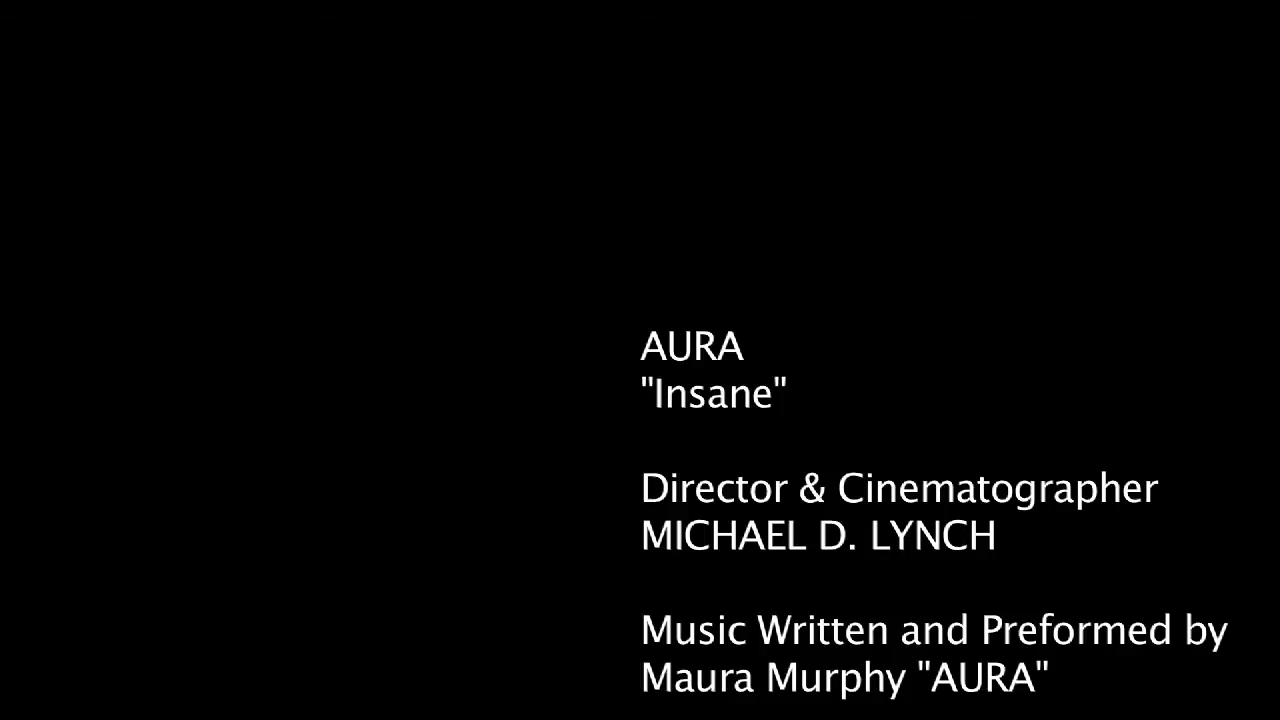 AURA
"Insane"
Director & Cinematographer
MICHAEL D. LYNCH
Music Written and Preformed by
Maura Murphy "AURA"